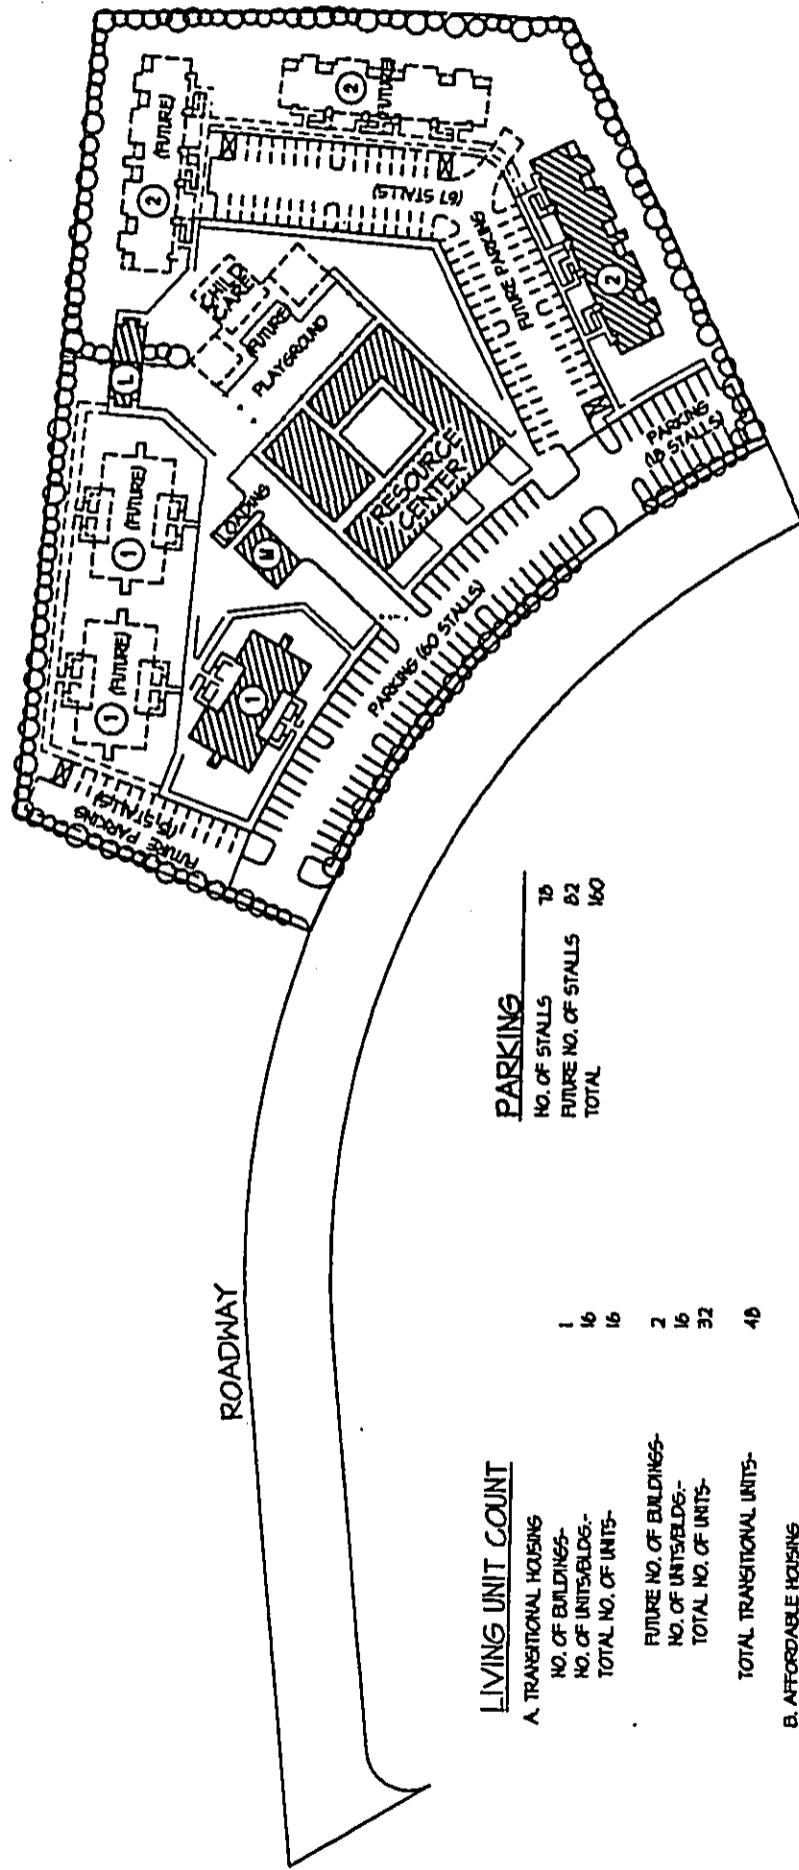 (FUTURE)
2
2
(FUTURE)
(67 STALLS)
FUTURE PARKING
2
PARKING
(18 STALLS)
CHILD
CARE
(FUTURE)
PLAYGROUND
L
RESOURCE
CENTER
LOADING
M
1
(FUTURE)
1
(FUTURE)
1
PARKING (60 STALLS)
FUTURE PARKING
(15 STALLS)
ROADWAY
PARKING
NO. OF STALLS 78
FUTURE NO. OF STALLS 82
TOTAL 160
LIVING UNIT COUNT
A. TRANSITIONAL HOUSING
NO. OF BUILDINGS- 1
NO. OF UNITS/BLDG.- 16
TOTAL NO. OF UNITS- 16
FUTURE NO. OF BUILDINGS- 2
NO. OF UNITS/BLDG.- 16
TOTAL NO. OF UNITS- 32
TOTAL TRANSITIONAL UNITS- 48
B. AFFORDABLE HOUSING